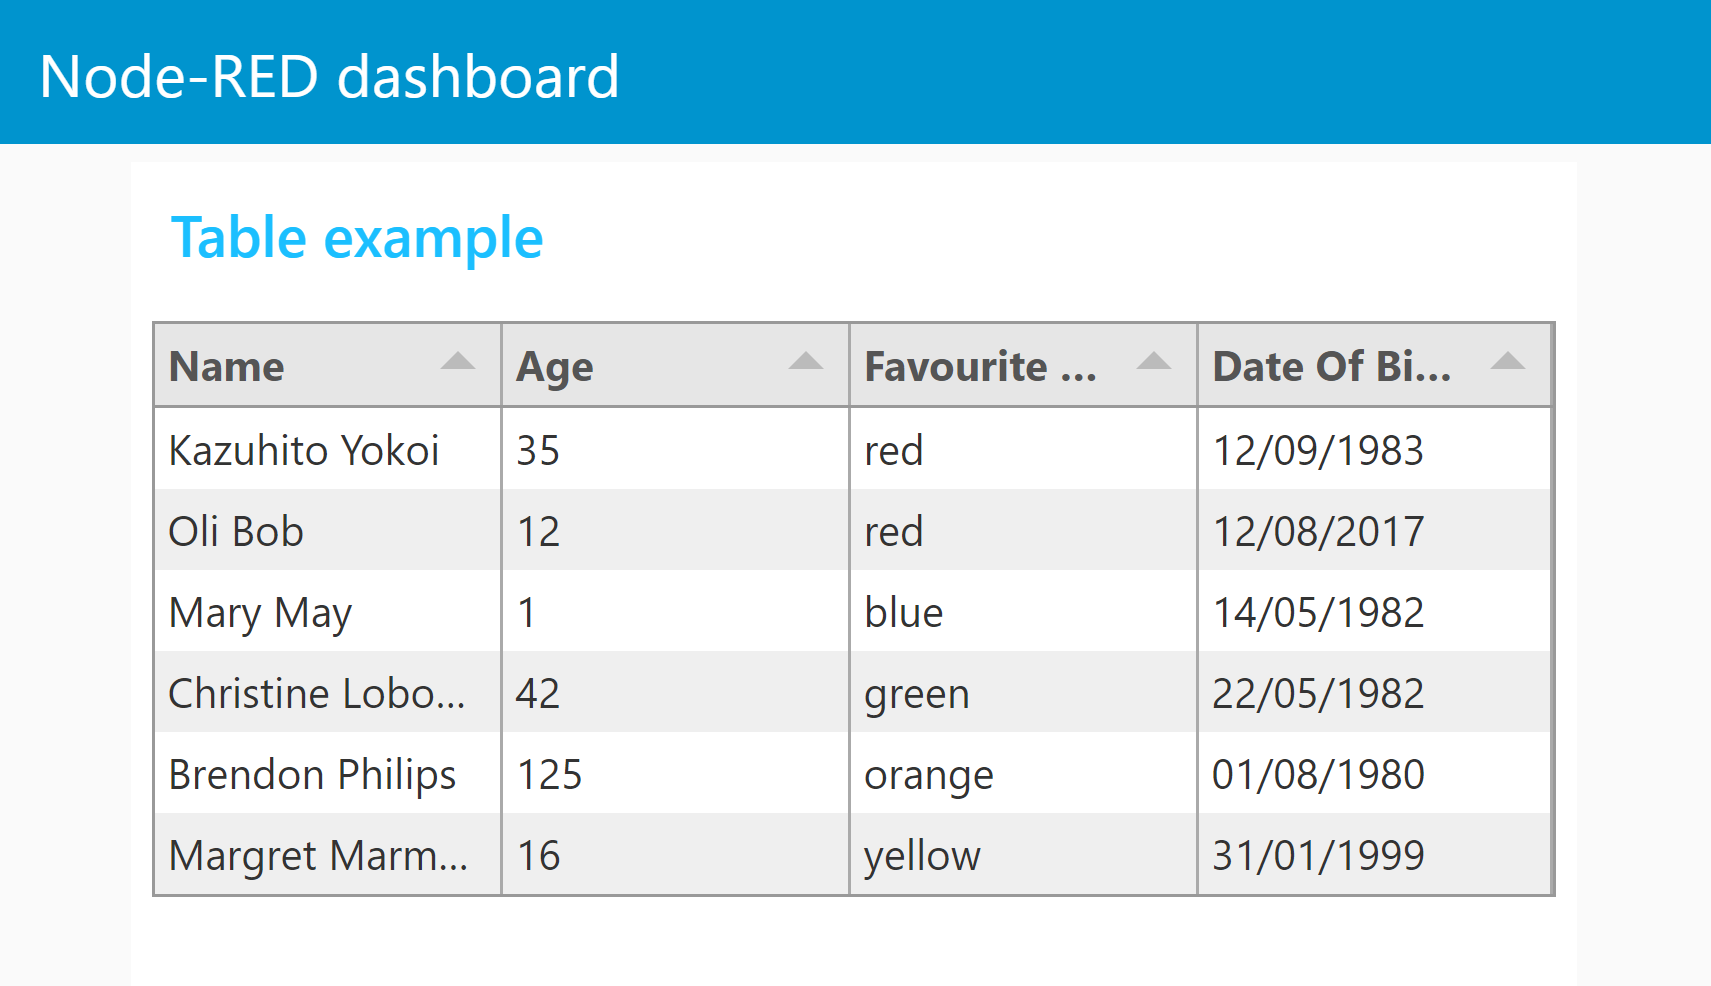 Node-RED dashboard
Table example
Name Age Favourite ... Date Of Bi...
Kazuhito Yokoi 35 red 12/09/1983
Oli Bob 12 red 12/08/2017
Mary May 1 blue 14/05/1982
Christine Lobo... 42 green 22/05/1982
Brendon Philips 125 orange 01/08/1980
Margret Marm... 16 yellow 31/01/1999